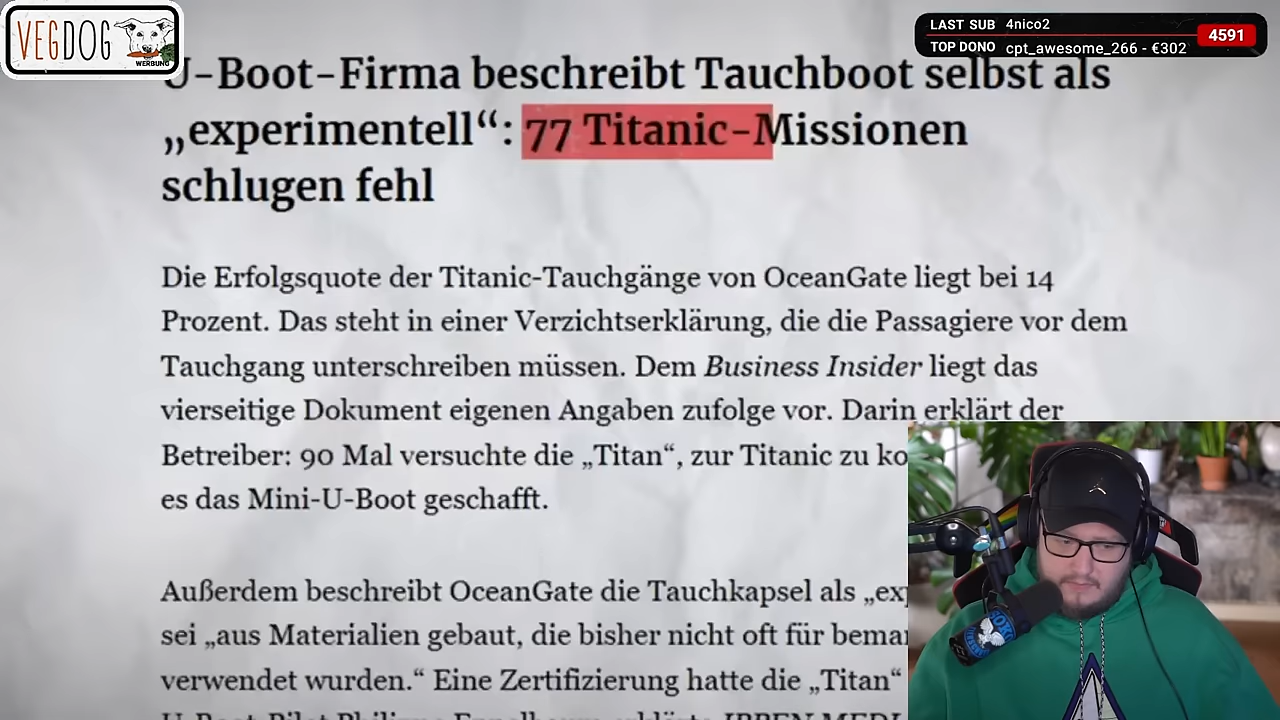 VEGDOG
WERBUNG
LAST SUB 4nico2
TOP DONO cpt_awesome_266 - €302
4591
U-Boot-Firma beschreibt Tauchboot selbst als
„experimentell“: 77 Titanic-Missionen
schlugen fehl
Die Erfolgsquote der Titanic-Tauchgänge von OceanGate liegt bei 14
Prozent. Das steht in einer Verzichtserklärung, die die Passagiere vor dem
Tauchgang unterschreiben müssen. Dem Business Insider liegt das
vierseitige Dokument eigenen Angaben zufolge vor. Darin erklärt der
Betreiber: 90 Mal versuchte die „Titan“, zur Titanic zu ko
es das Mini-U-Boot geschafft.
Außerdem beschreibt OceanGate die Tauchkapsel als „ex
sei „aus Materialien gebaut, die bisher nicht oft für bema
verwendet wurden.“ Eine Zertifizierung hatte die „Titan“